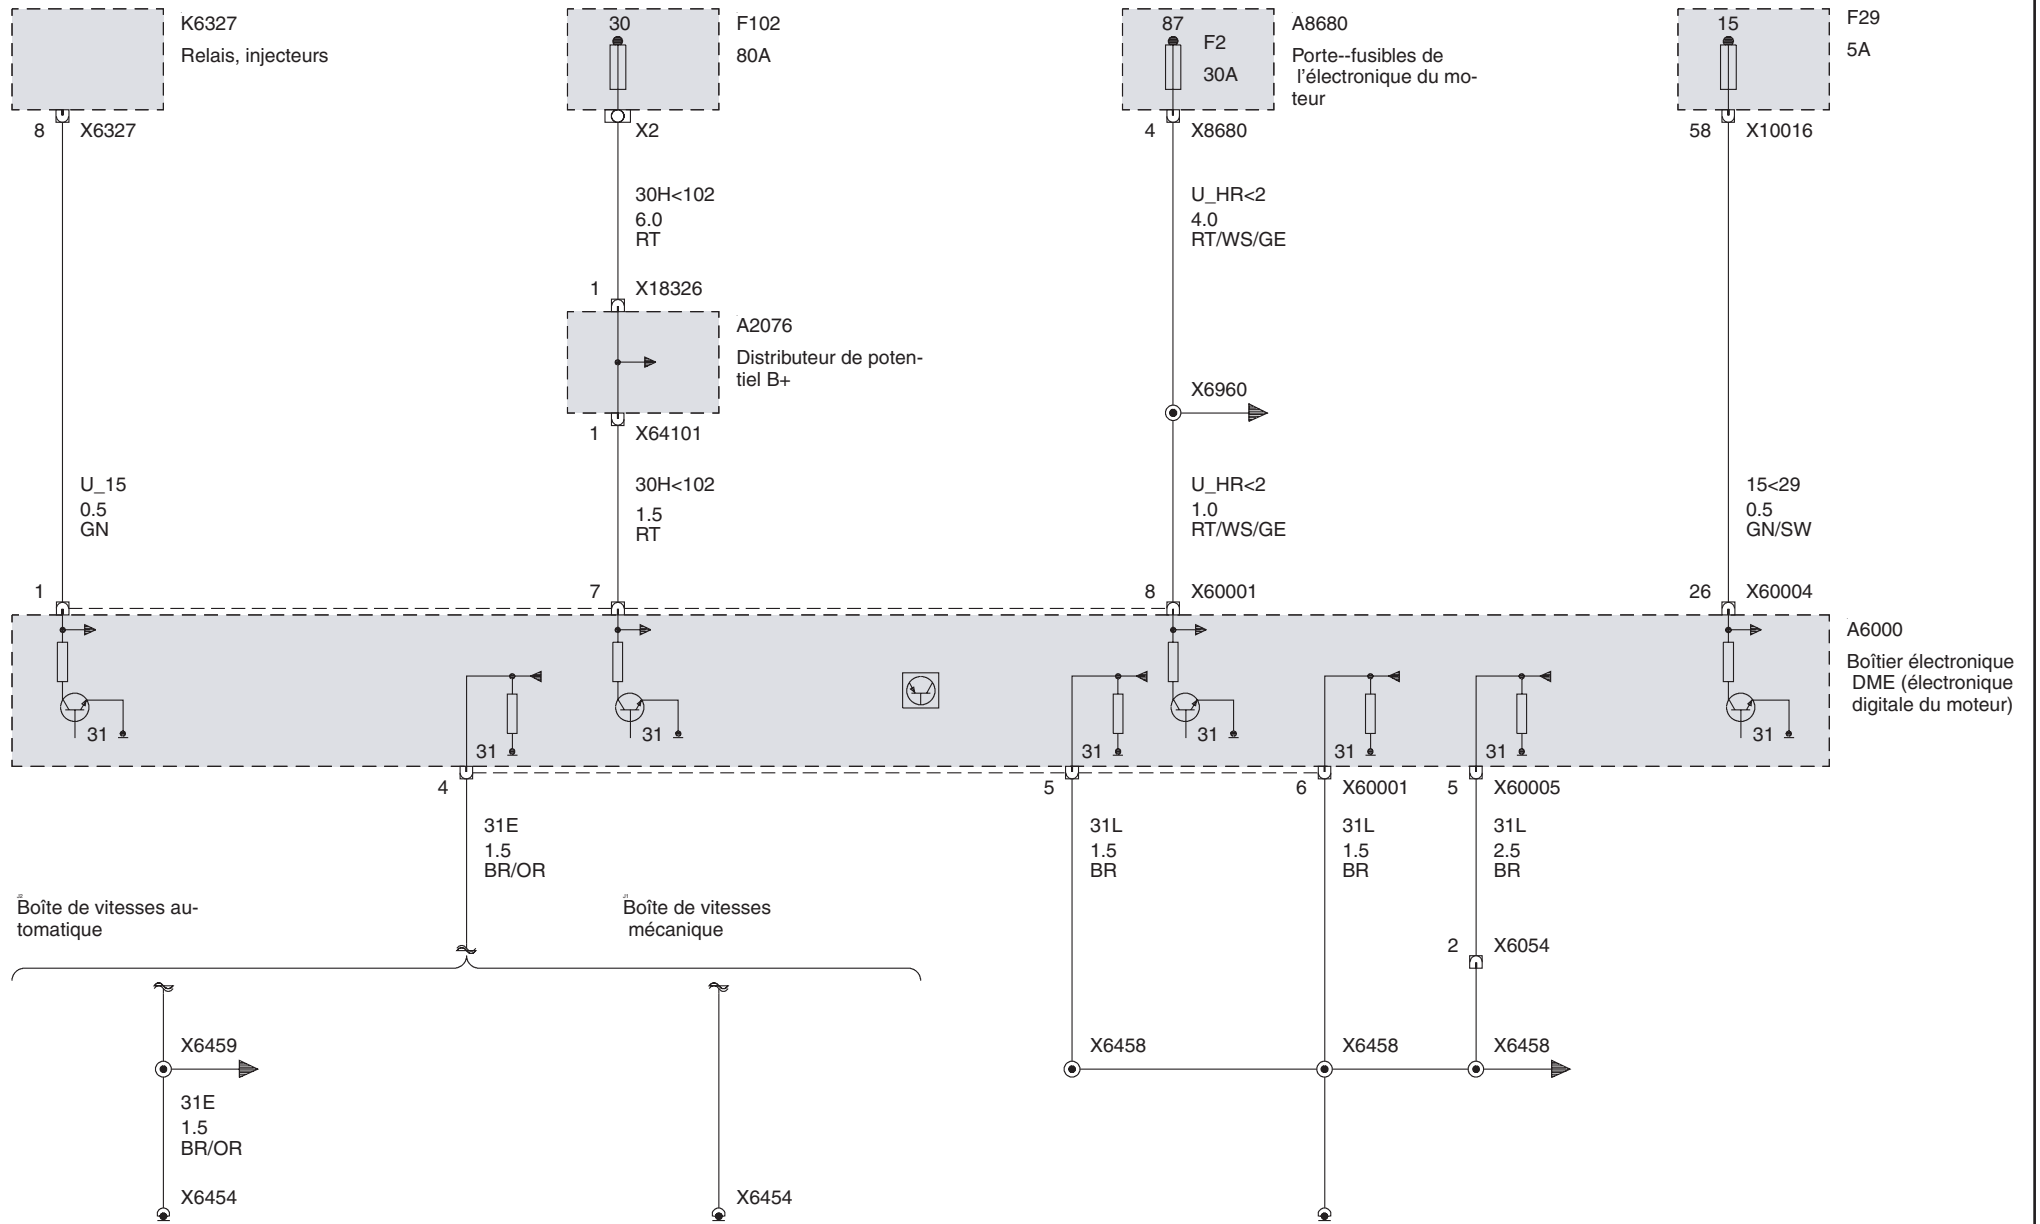 K6327
Relais, injecteurs
30
F102
80A
87
F2
30A
A8680
Porte--fusibles de
l'électronique du mo-
teur
15
F29
5A
8
X6327
X2
4
X8680
58
X10016
30H<102
6.0
RT
U_HR<2
4.0
RT/WS/GE
1
X18326
A2076
Distributeur de poten-
tiel B+
X6960
1
X64101
U_15
0.5
GN
30H<102
1.5
RT
U_HR<2
1.0
RT/WS/GE
15<29
0.5
GN/SW
1
7
8
X60001
26
X60004
A6000
Boîtier électronique
DME (électronique
digitale du moteur)
31
31
31
31
31
31
31
31
4
5
6
X60001
5
X60005
31E
1.5
BR/OR
31L
1.5
BR
31L
1.5
BR
31L
2.5
BR
Boîte de vitesses au-
tomatique
Boîte de vitesses
mécanique
2
X6054
X6459
X6458
X6458
X6458
31E
1.5
BR/OR
X6454
X6454